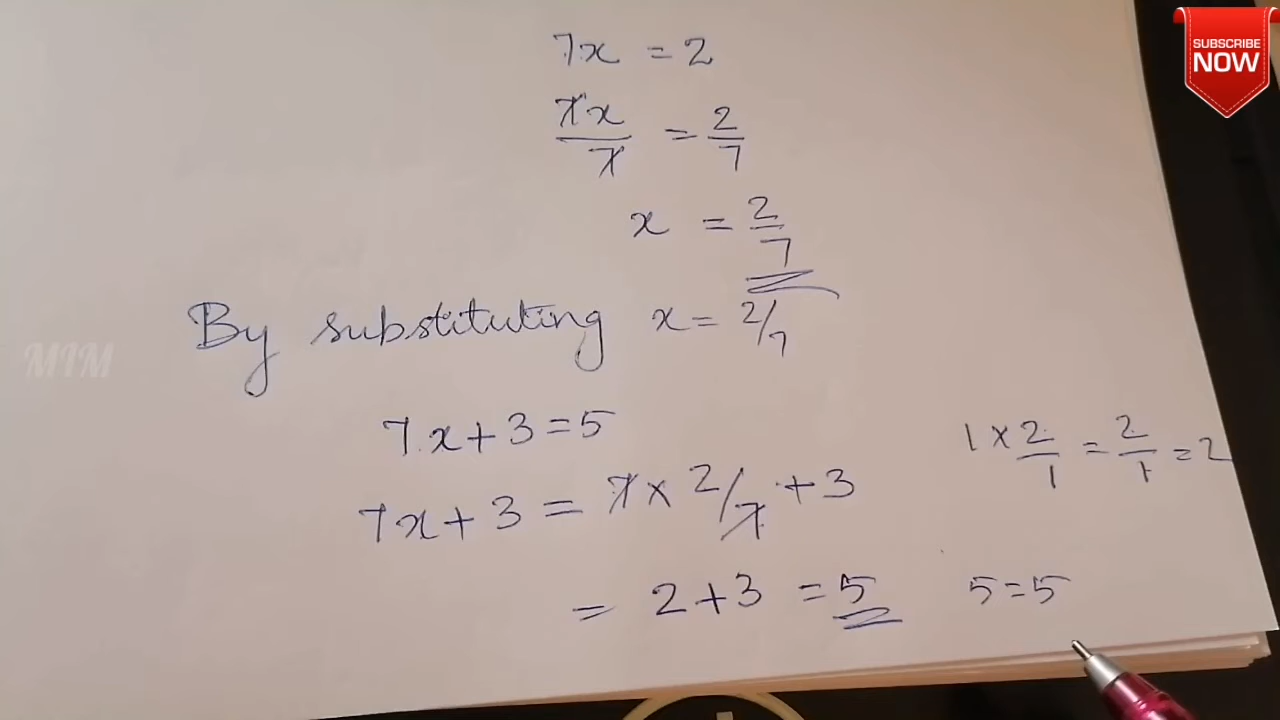 SUBSCRIBE
NOW
7x = 2
7x/7 = 2/7
x = 2/7
By substituting x = 2/7
MIM
7x + 3 = 5
1 × 2/1 = 2/1 = 2
7x + 3 = 7 × 2/7 + 3
= 2 + 3 = 5 5 = 5